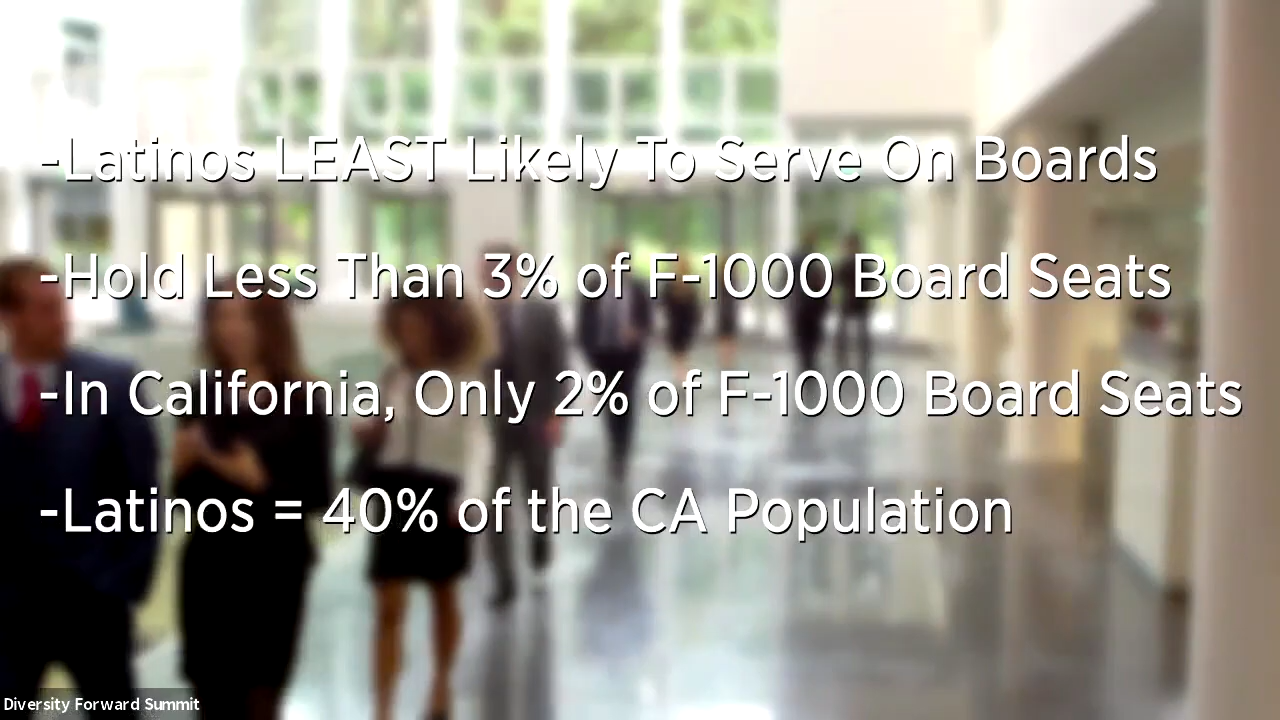 -Latinos LEAST Likely To Serve On Boards
-Hold Less Than 3% of F-1000 Board Seats
-In California, Only 2% of F-1000 Board Seats
-Latinos = 40% of the CA Population
Diversity Forward Summit